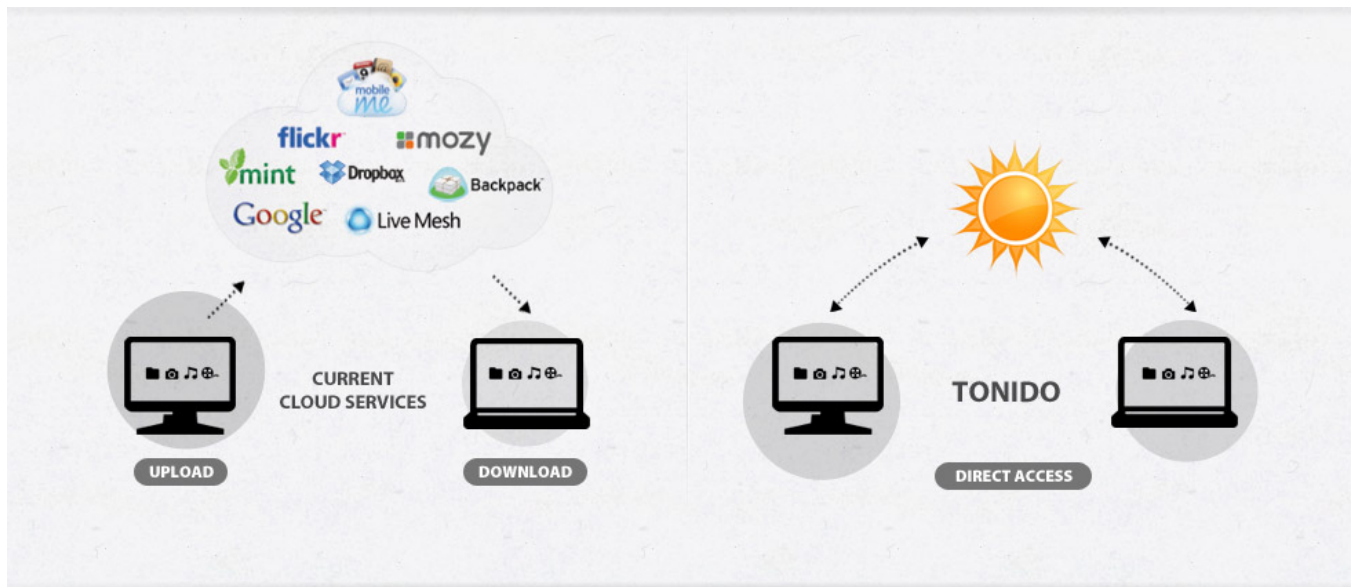 mobile
me
flickr
mozy
mint
Dropbox
Backpack
Google
Live Mesh
CURRENT
CLOUD SERVICES
UPLOAD
DOWNLOAD
TONIDO
DIRECT ACCESS